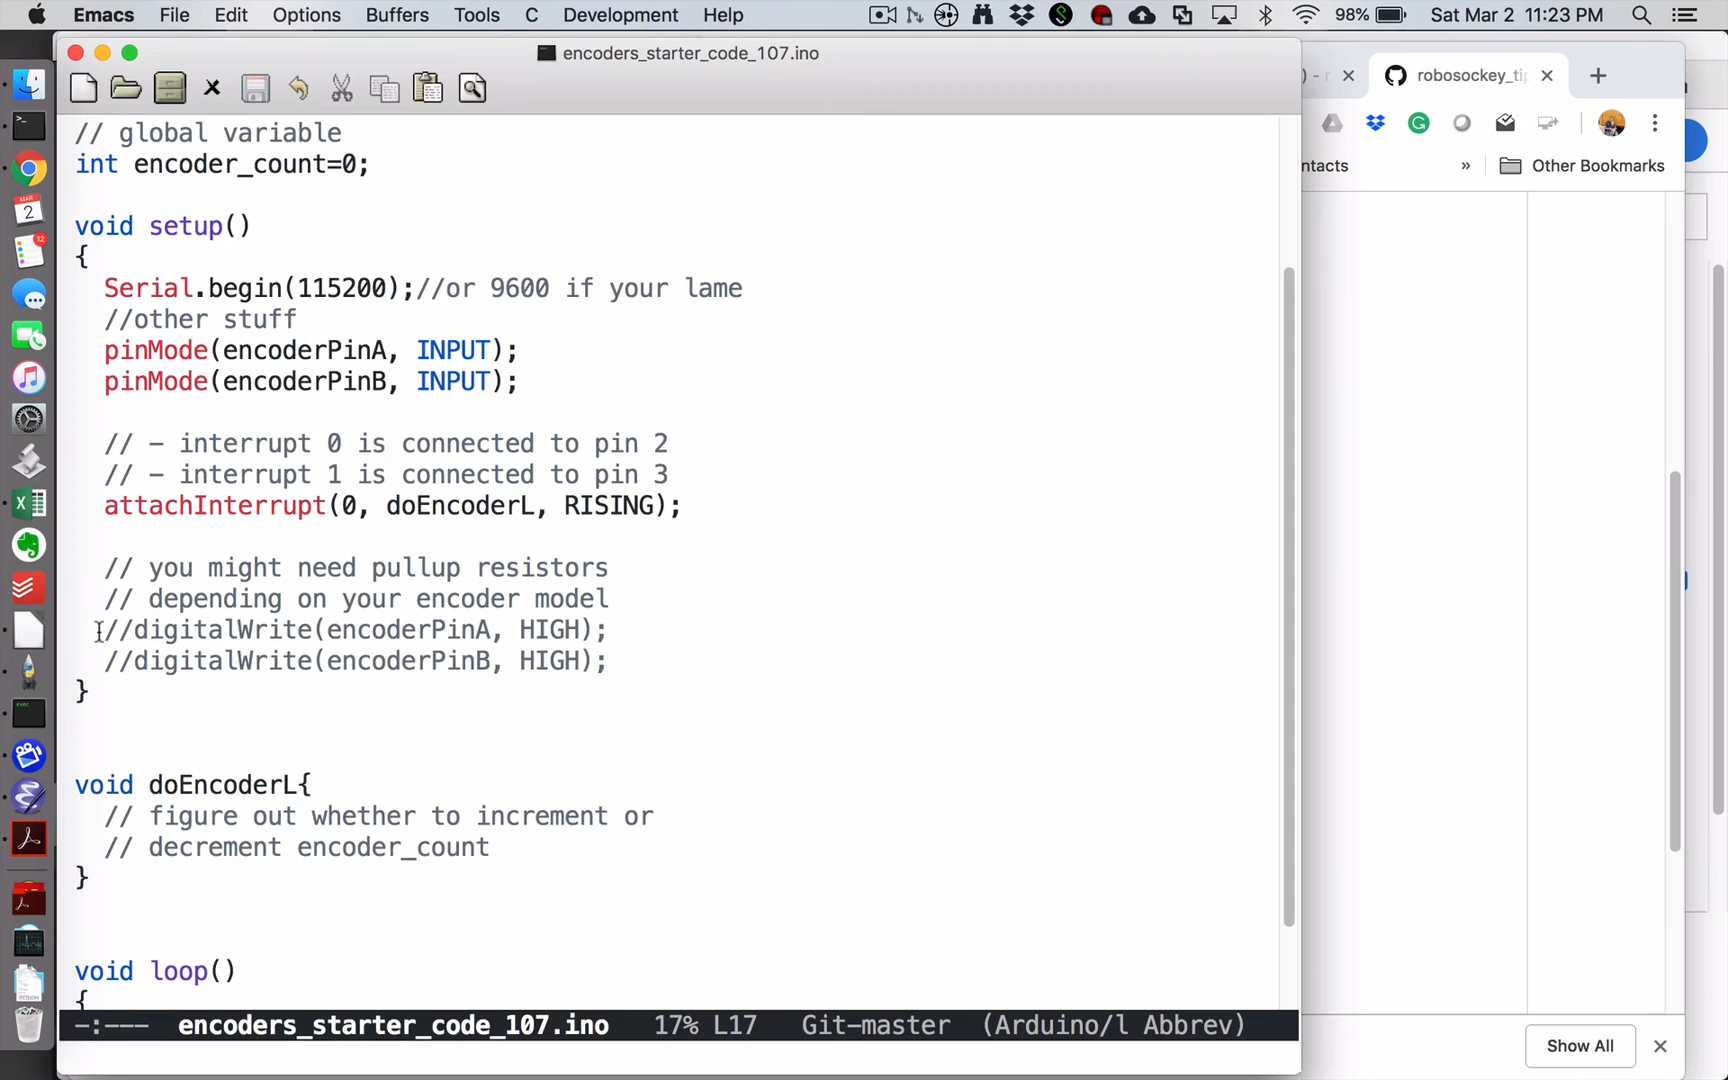 Emacs File Edit Options Buffers Tools C Development Help 98% Sat Mar 2 11:23 PM
encoders_starter_code_107.ino
robosockey_tip
ntacts » Other Bookmarks
// global variable
int encoder_count=0;
void setup()
{
Serial.begin(115200);//or 9600 if your lame
//other stuff
pinMode(encoderPinA, INPUT);
pinMode(encoderPinB, INPUT);
// - interrupt 0 is connected to pin 2
// - interrupt 1 is connected to pin 3
attachInterrupt(0, doEncoderL, RISING);
// you might need pullup resistors
// depending on your encoder model
//digitalWrite(encoderPinA, HIGH);
//digitalWrite(encoderPinB, HIGH);
}
void doEncoderL{
// figure out whether to increment or
// decrement encoder_count
}
void loop()
{
-:--- encoders_starter_code_107.ino 17% L17 Git-master (Arduino/l Abbrev)
Show All
MAR
2
12